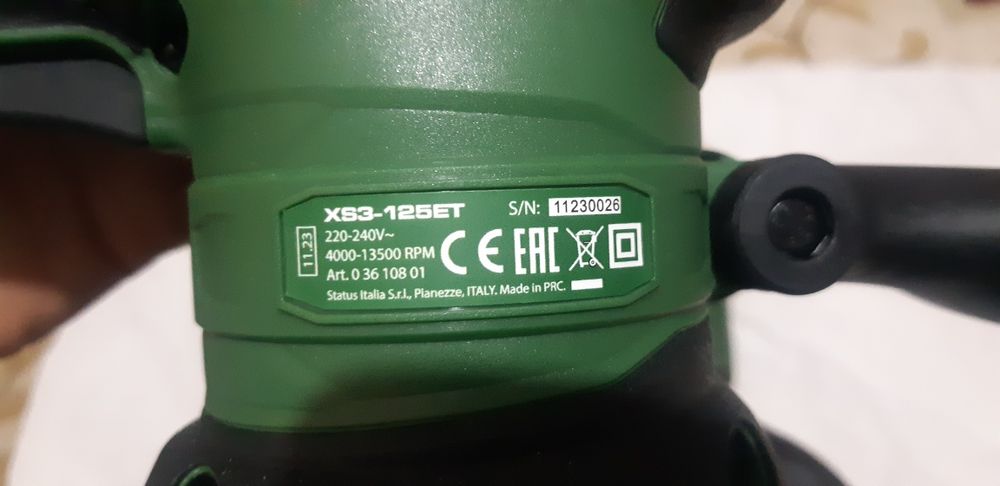 XS3-125ET S/N: 11230026
11.23
220-240V~
4000-13500 RPM
Art. 0 36 108 01
CE EAC
Status Italia S.r.l., Pianezze, ITALY. Made in PRC.